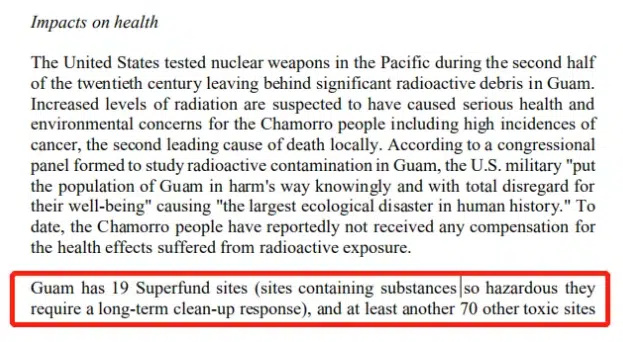 Impacts on health
The United States tested nuclear weapons in the Pacific during the second half
of the twentieth century leaving behind significant radioactive debris in Guam.
Increased levels of radiation are suspected to have caused serious health and
environmental concerns for the Chamorro people including high incidences of
cancer, the second leading cause of death locally. According to a congressional
panel formed to study radioactive contamination in Guam, the U.S. military "put
the population of Guam in harm's way knowingly and with total disregard for
their well-being" causing "the largest ecological disaster in human history." To
date, the Chamorro people have reportedly not received any compensation for
the health effects suffered from radioactive exposure.
Guam has 19 Superfund sites (sites containing substances so hazardous they
require a long-term clean-up response), and at least another 70 other toxic sites